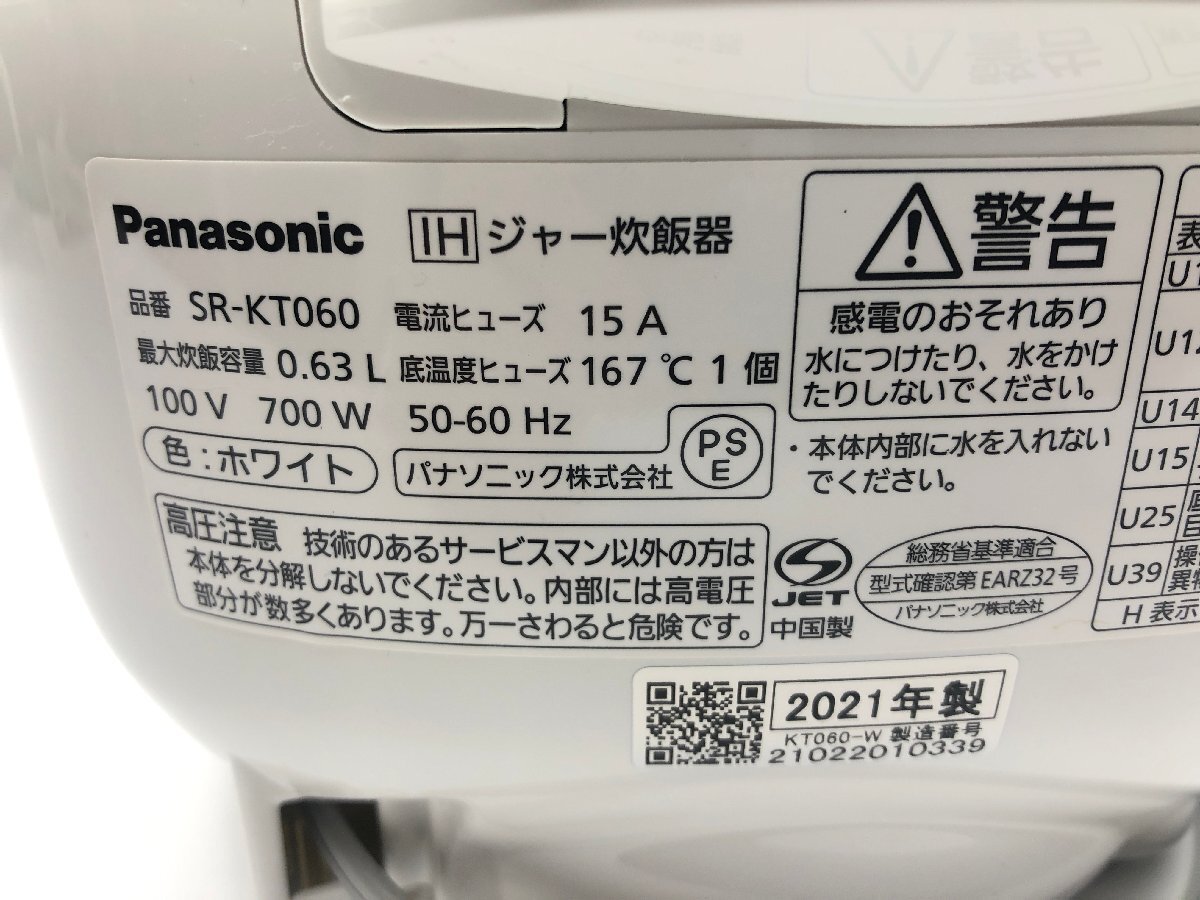 Panasonic IHジャー炊飯器
品番 SR-KT060 電流ヒューズ 15 A
最大炊飯容量 0.63 L 底温度ヒューズ 167 ℃ 1 個
100 V 700 W 50-60 Hz
色:ホワイト
パナソニック株式会社
PS
E
高圧注意 技術のあるサービスマン以外の方は
本体を分解しないでください。内部には高電圧
部分が数多くあります。万一さわると危険です。
警告
感電のおそれあり
水につけたり、水をかけ
たりしないでください。
・本体内部に水を入れない
でください。
JET
中国製
総務省基準適合
型式確認第 EARZ32 号
パナソニック株式会社
表
U14
U15
U25
U39
H 表示
2021年製
KT060-W 製造番号
21022010339